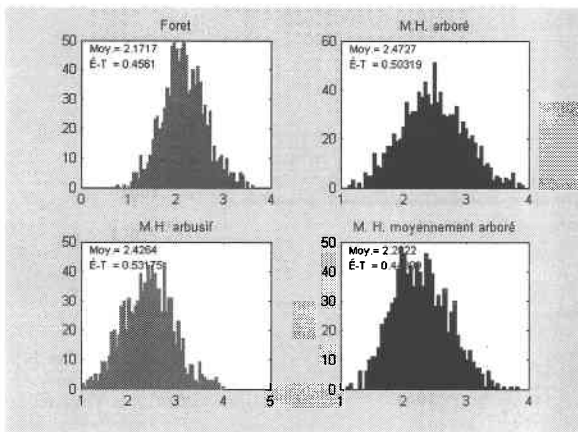 Foret
Moy.= 2.1717
É-T = 0.4561
50
40
30
20
10
0
0 1 2 3 4
M.H. arboré
Moy.= 2.4727
É-T = 0.50319
60
40
20
0
1 2 3 4
M.H. arbusif
Moy.= 2.4264
É-T = 0.53175
50
40
30
20
10
0
1 2 3 4 5
M. H. moyennement arboré
Moy.=
É-T =
50
40
30
20
10
0
1 2 3 4